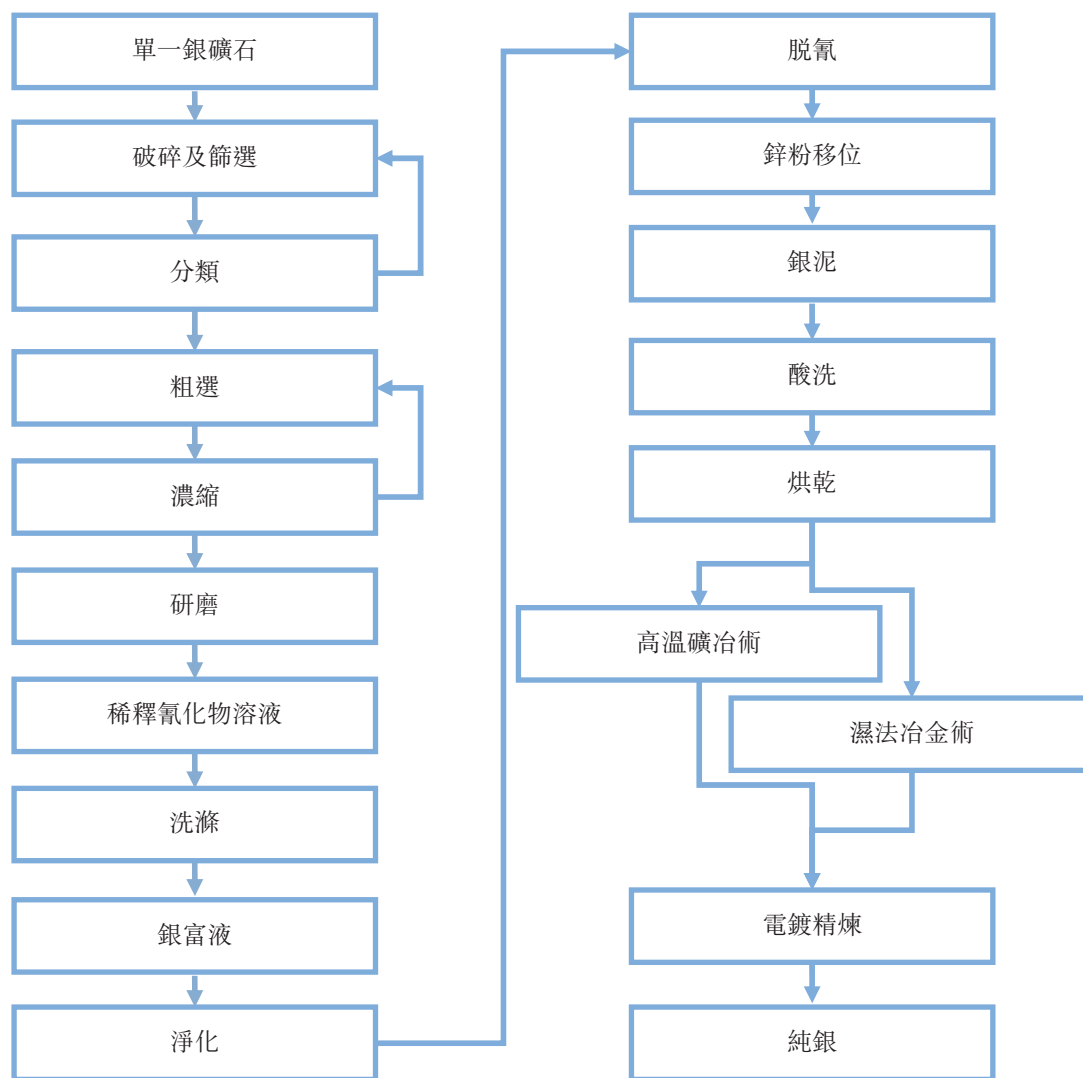 單一銀礦石
破碎及篩選
分類
粗選
濃縮
研磨
稀釋氰化物溶液
洗滌
銀富液
淨化
脱氰
鋅粉移位
銀泥
酸洗
烘乾
高溫礦冶術
濕法冶金術
電鍍精煉
純銀